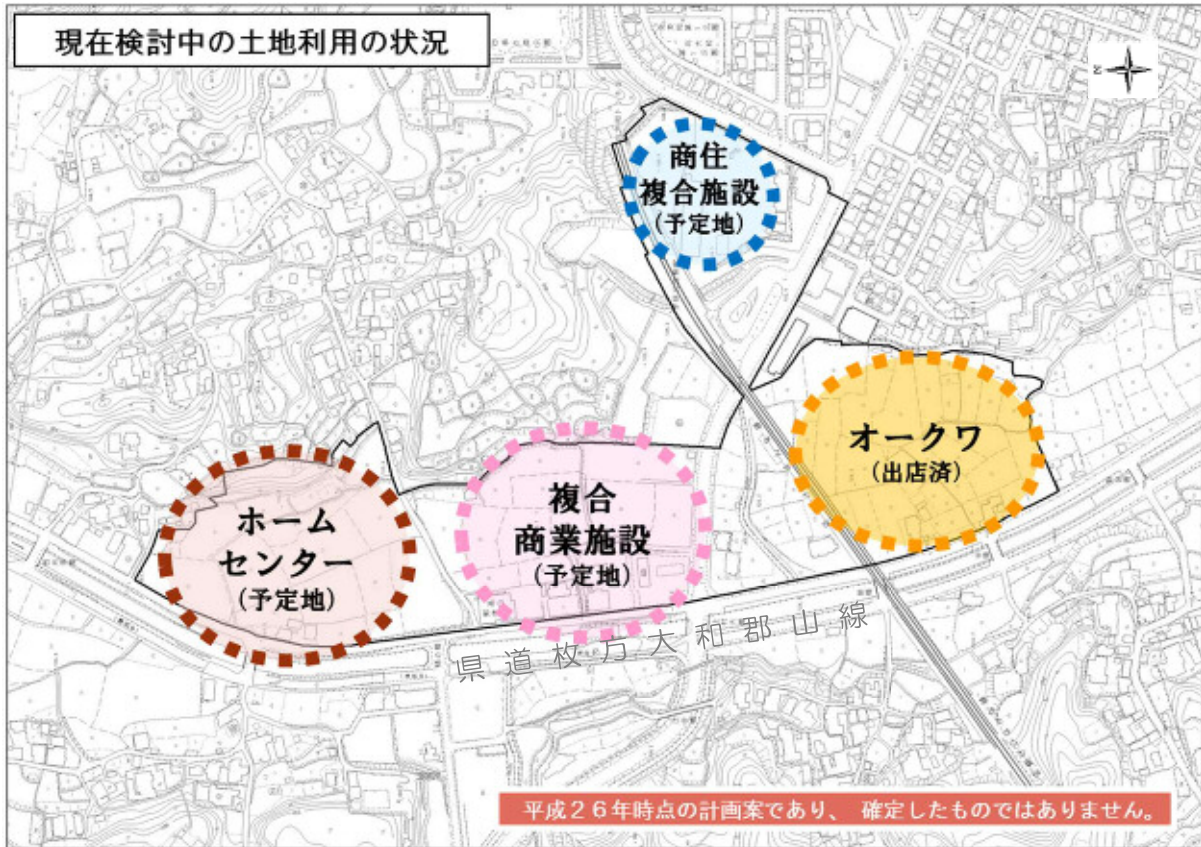 現在検討中の土地利用の状況
N
商住
複合施設
(予定地)
オークワ
(出店済)
複合
商業施設
(予定地)
ホーム
センター
(予定地)
県道枚方大和郡山線
平成26年時点の計画案であり、 確定したものではありません。